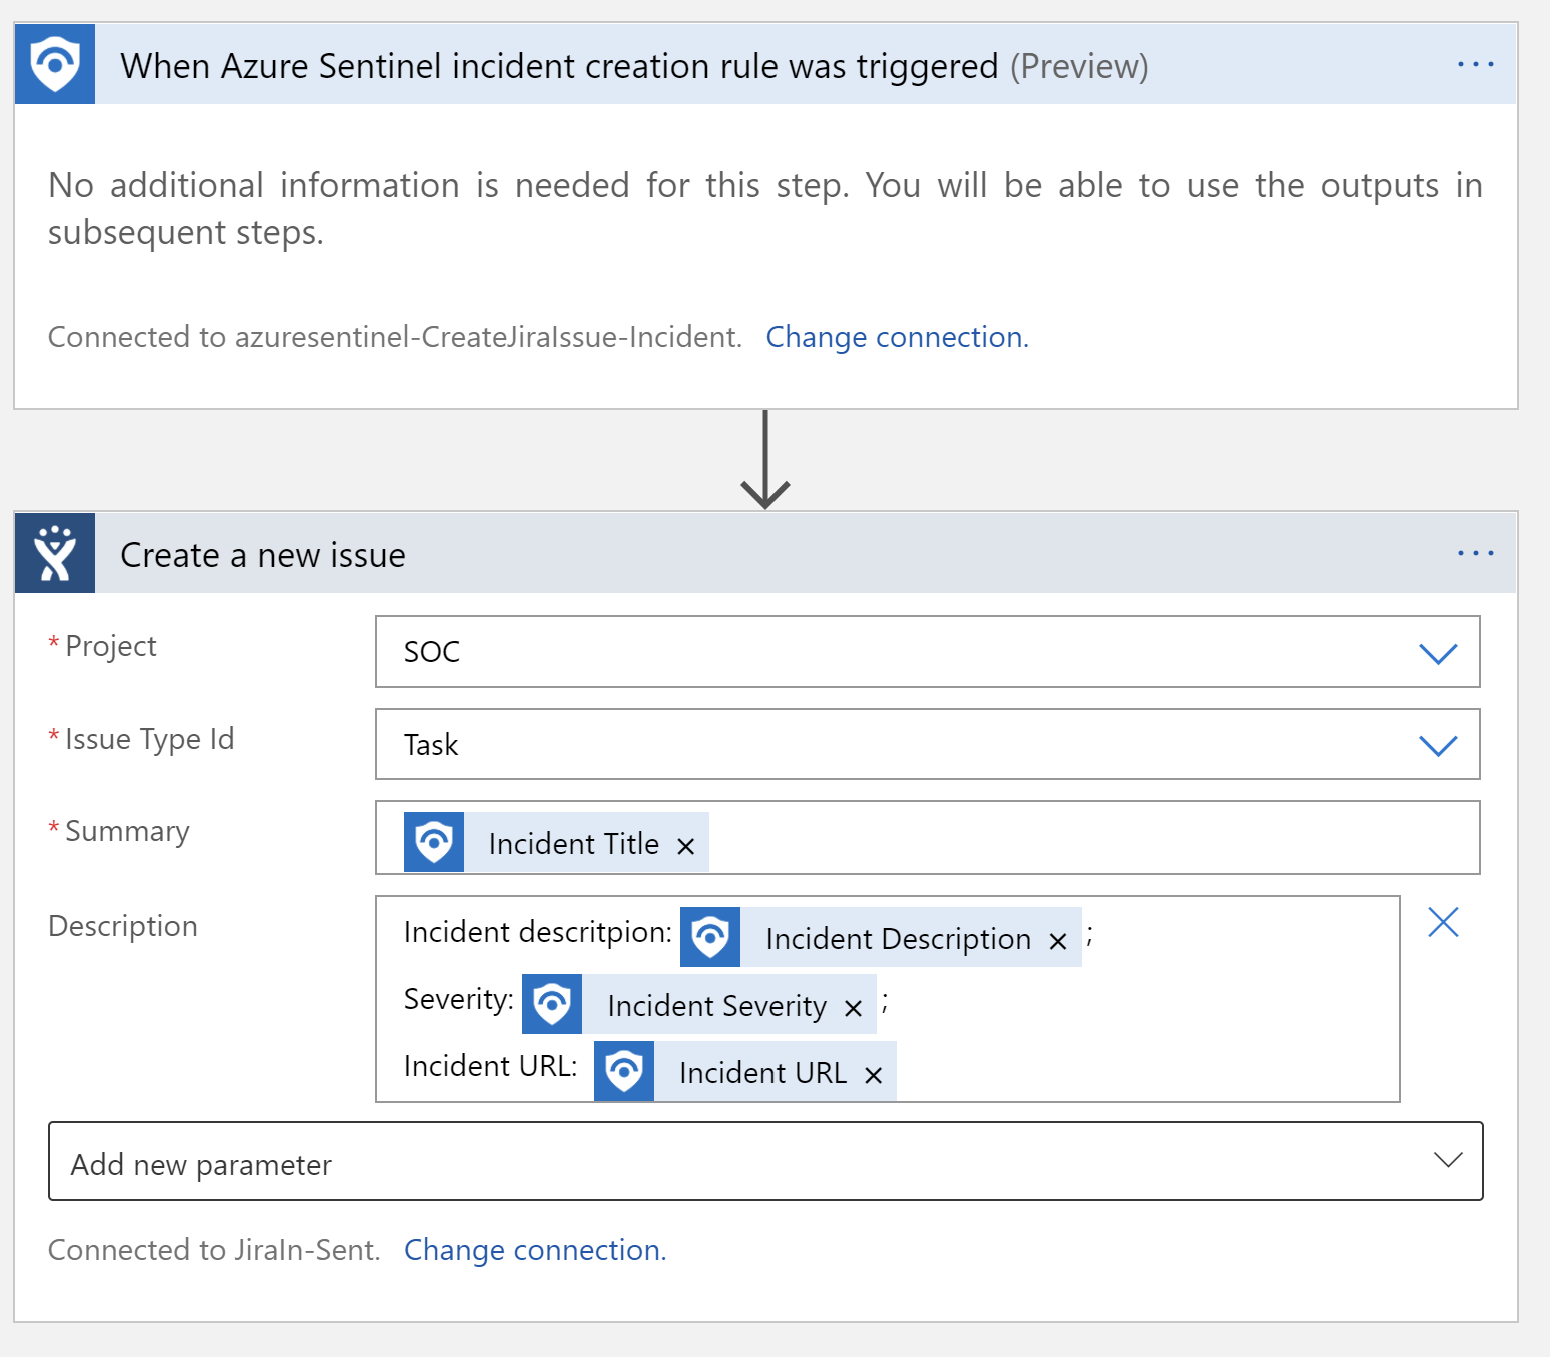 When Azure Sentinel incident creation rule was triggered (Preview)
No additional information is needed for this step. You will be able to use the outputs in
subsequent steps.
Connected to azuresentinel-CreateJiraIssue-Incident. Change connection.
Create a new issue
* Project
SOC
* Issue Type Id
Task
* Summary
Incident Title ×
Description
Incident descritpion: Incident Description × ;
Severity: Incident Severity × ;
Incident URL: Incident URL ×
Add new parameter
Connected to JiraIn-Sent. Change connection.